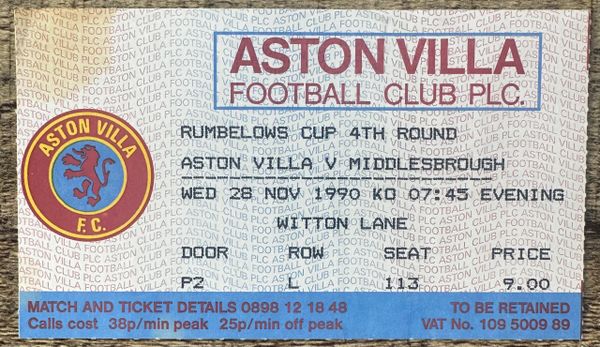 ASTON VILLA
FOOTBALL CLUB PLC.
ASTON VILLA
F.C.
RUMBELOWS CUP 4TH ROUND
ASTON VILLA V MIDDLESBROUGH
WED 28 NOV 1990 KO 07:45 EVENING
WITTON LANE
DOOR ROW SEAT PRICE
P2 L 113 9.00
MATCH AND TICKET DETAILS 0898 12 18 48
Calls cost 38p/min peak 25p/min off peak
TO BE RETAINED
VAT No. 109 5009 89